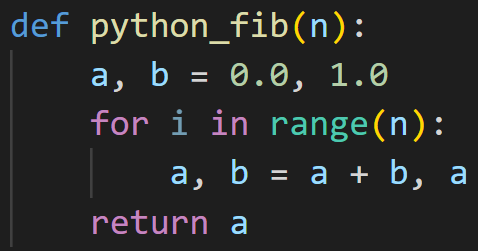 def python_fib(n):
    a, b = 0.0, 1.0
    for i in range(n):
        a, b = a + b, a
    return a